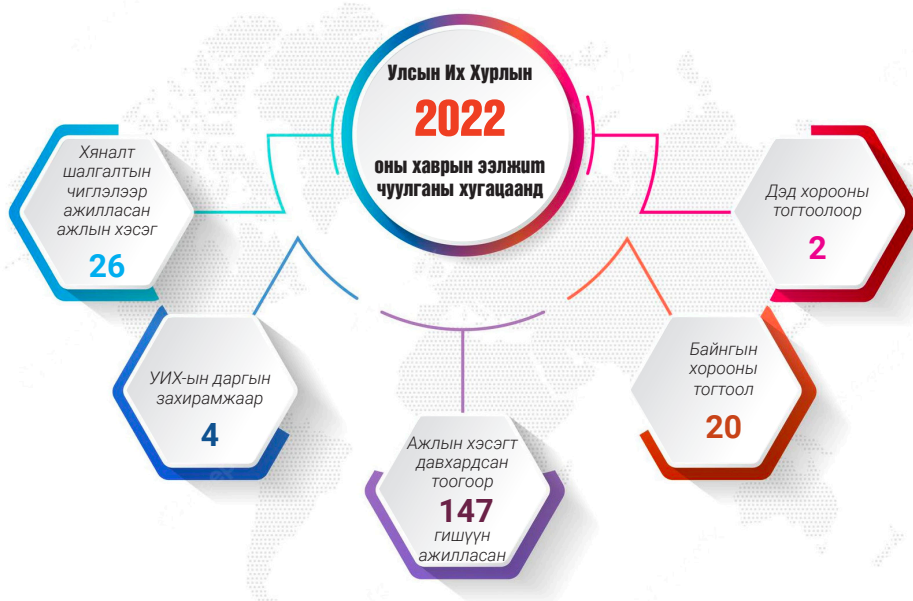 Улсын Их Хурлын
2022
оны хаврын ээлжит
чуулганы хугацаанд
Хяналт
шалгалтын
чиглэлээр
ажилласан
ажлын хэсэг
26
УИХ-ын даргын
захирамжаар
4
Ажлын хэсэгт
давхардсан
тоогоор
147
гишүүн
ажилласан
Байнгын
хорооны
тогтоол
20
Дэд хорооны
тогтоолоор
2